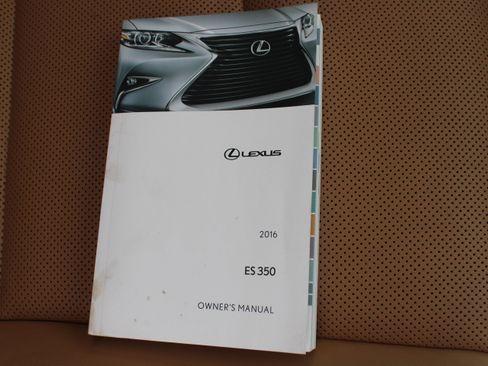 LEXUS
2016
ES 350
OWNER'S MANUAL